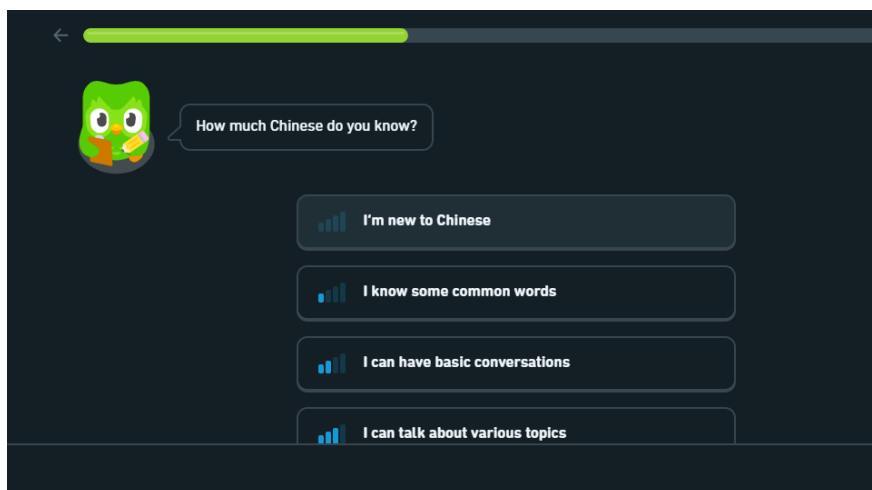 How much Chinese do you know?
I'm new to Chinese
I know some common words
I can have basic conversations
I can talk about various topics